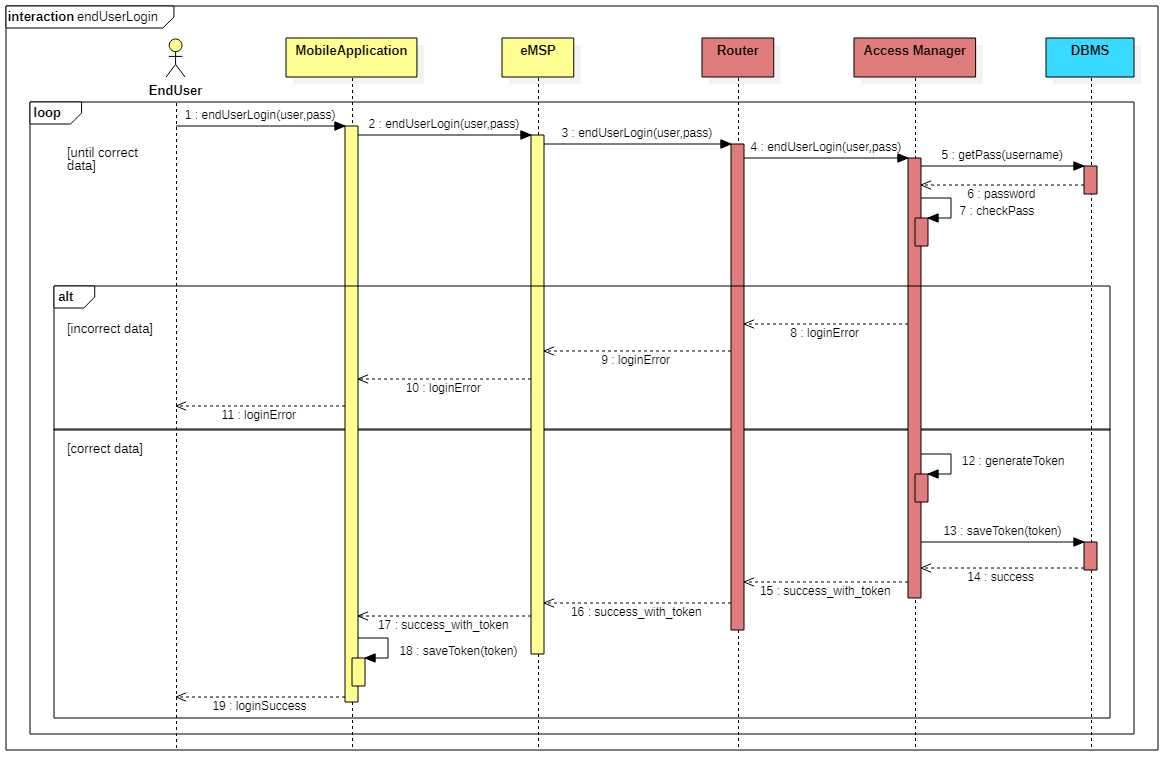 interaction endUserLogin
MobileApplication
eMSP
Router
Access Manager
DBMS
EndUser
loop
1 : endUserLogin(user,pass)
2 : endUserLogin(user,pass)
3 : endUserLogin(user,pass)
4 : endUserLogin(user,pass)
5 : getPass(username)
[until correct
data]
6 : password
7 : checkPass
alt
[incorrect data]
8 : loginError
9 : loginError
10 : loginError
11 : loginError
[correct data]
12 : generateToken
13 : saveToken(token)
14 : success
15 : success_with_token
16 : success_with_token
17 : success_with_token
18 : saveToken(token)
19 : loginSuccess